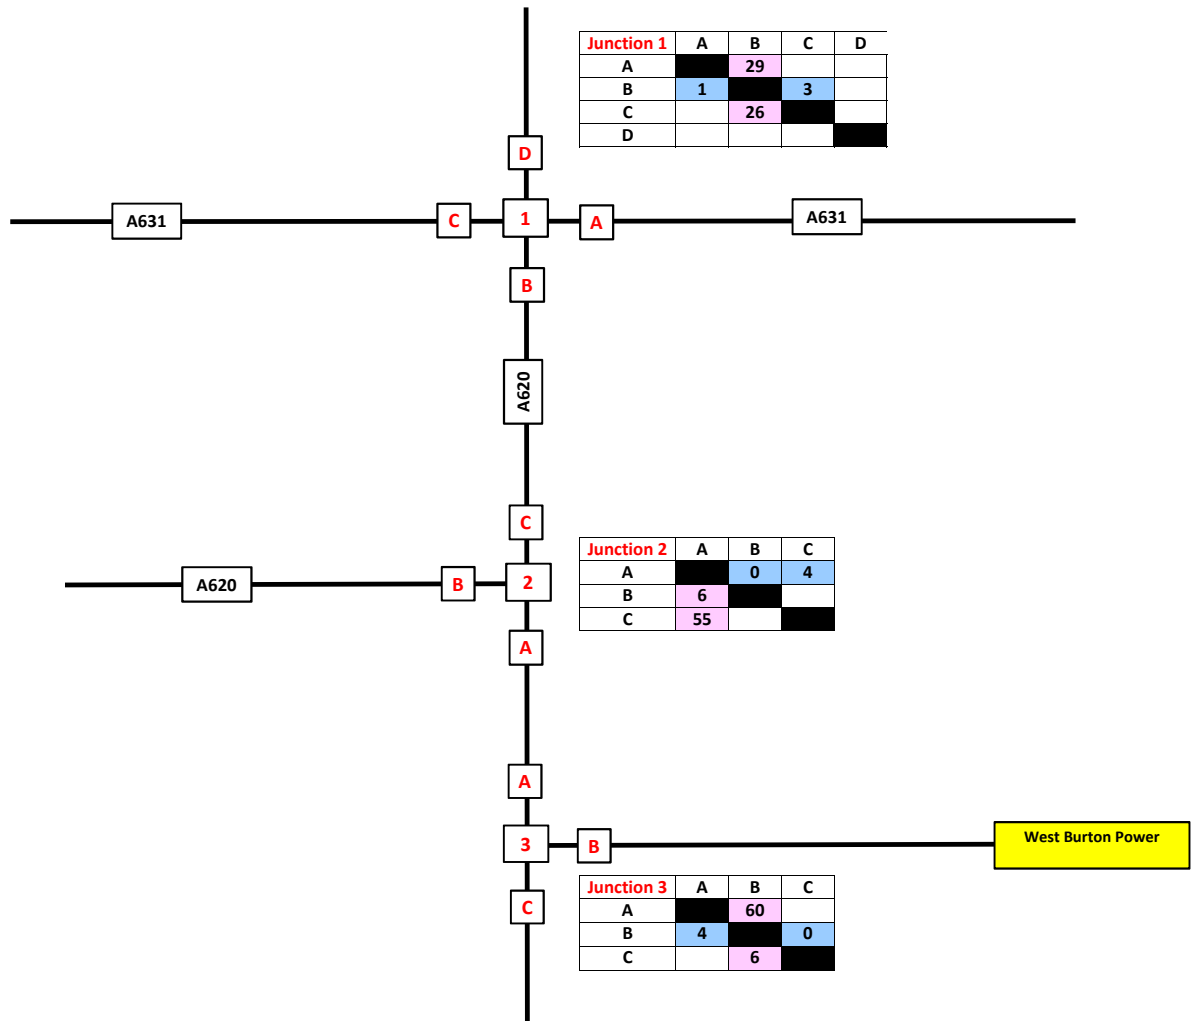 Junction 1 A B C D
A 29
B 1 3
C 26
D
D
A631 C 1 A A631
B
A620
C
Junction 2 A B C
A 0 4
B 6
C 55
A620 B 2
A
A
3 B West Burton Power
C
Junction 3 A B C
A 60
B 4 0
C 6